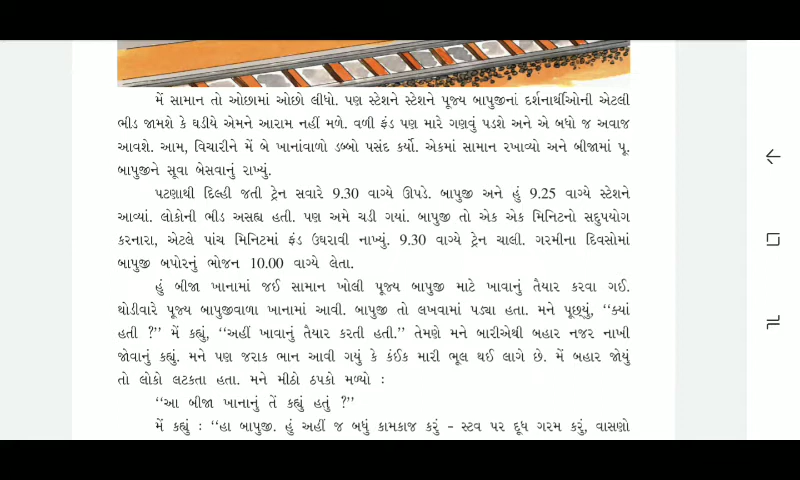 મેં સામાન તો ઓછામાં ઓછો લીધો. પણ સ્ટેશને સ્ટેશને પૂજ્ય બાપુજીનાં દર્શનાર્થીઓની એટલી
ભીડ જામશે કે ઘડીયે એમને આરામ નહીં મળે. વળી ફંડ પણ મારે ગણવું પડશે અને એ બધો જ અવાજ
આવશે. આમ, વિચારીને મેં બે ખાનાંવાળો ડબ્બો પસંદ કર્યો. એકમાં સામાન રખાવ્યો અને બીજામાં પૂ.
બાપુજીને સૂવા બેસવાનું રાખ્યું.
પટણાથી દિલ્હી જતી ટ્રેન સવારે 9.30 વાગ્યે ઊપડે. બાપુજી અને હું 9.25 વાગ્યે સ્ટેશને
આવ્યાં. લોકોની ભીડ અસહ્ય હતી. પણ અમે ચડી ગયાં. બાપુજી તો એક એક મિનિટનો સદુપયોગ
કરનારા, એટલે પાંચ મિનિટમાં ફંડ ઉઘરાવી નાખ્યું. 9.30 વાગ્યે ટ્રેન ચાલી. ગરમીના દિવસોમાં
બાપુજી બપોરનું ભોજન 10.00 વાગ્યે લેતા.
હું બીજા ખાનામાં જઈ સામાન ખોલી પૂજ્ય બાપુજી માટે ખાવાનું તૈયાર કરવા ગઈ.
થોડીવારે પૂજ્ય બાપુજીવાળા ખાનામાં આવી. બાપુજી તો લખવામાં પડ્યા હતા. મને પૂછ્યું, ‘‘ક્યાં
હતી ?’’ મેં કહ્યું, ‘‘અહીં ખાવાનું તૈયાર કરતી હતી.’’ તેમણે મને બારીએથી બહાર નજર નાખી
જોવાનું કહ્યું. મને પણ જરાક ભાન આવી ગયું કે કંઈક મારી ભૂલ થઈ લાગે છે. મેં બહાર જોયું
તો લોકો લટકતા હતા. મને મીઠો ઠપકો મળ્યો :
‘‘આ બીજા ખાનાનું તેં કહ્યું હતું ?’’
મેં કહ્યું : ‘‘હા બાપુજી. હું અહીં જ બધું કામકાજ કરું - સ્ટવ પર દૂધ ગરમ કરું, વાસણો